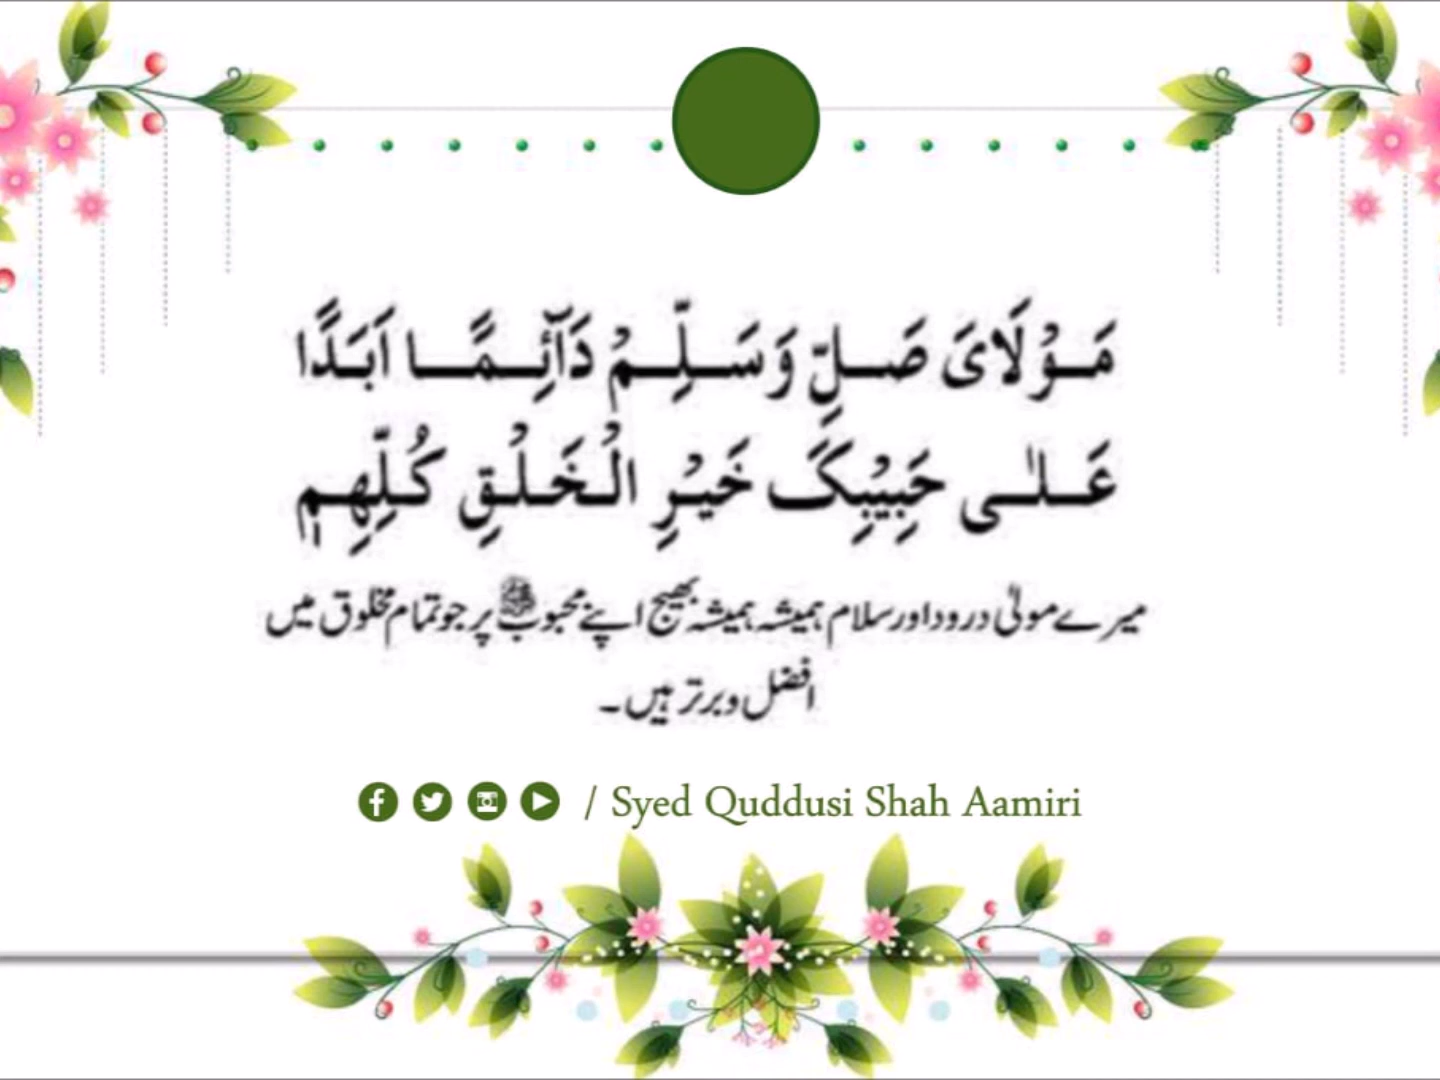 مَوْلَایَ صَلِّ وَسَلِّمْ دَآئِمًا اَبَدًا
عَلٰی حَبِیْبِکَ خَیْرِ الْخَلْقِ کُلِّهِمٖ
میرے مولیٰ درود اور سلام ہمیشہ ہمیشہ بھیج اپنے محبوب ﷺ پر جو تمام مخلوق میں
افضل و برتر ہیں۔
/ Syed Quddusi Shah Aamiri